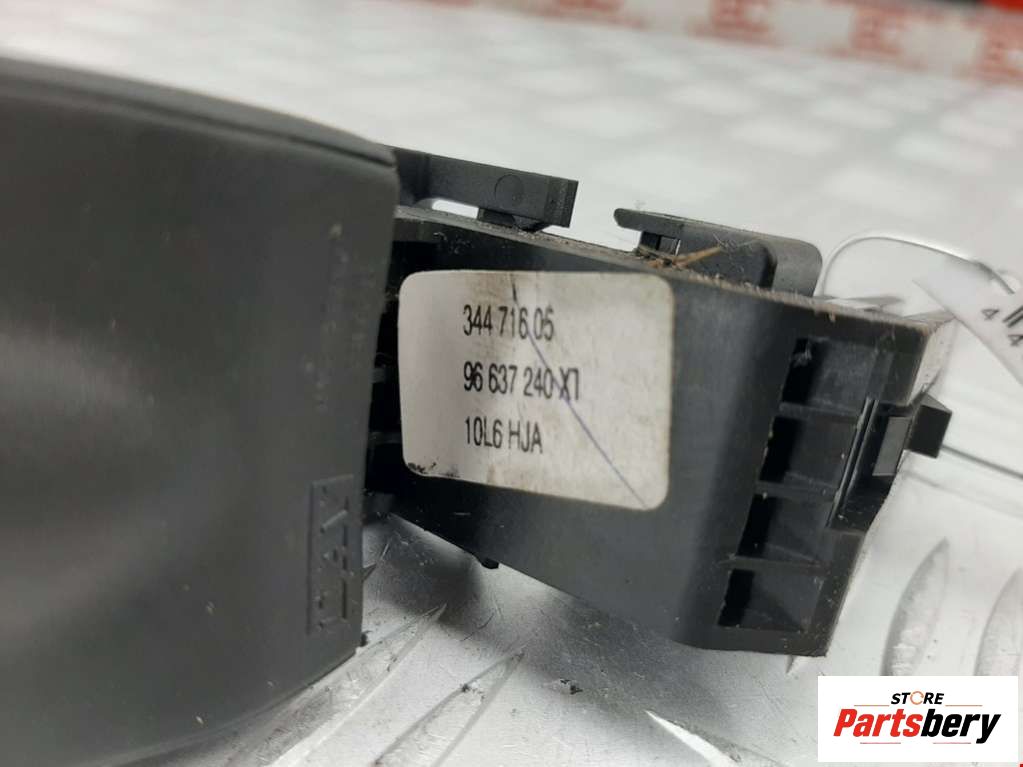 344 716 05
96 637 240 XT
10L6 HJA
STORE
Partsbery